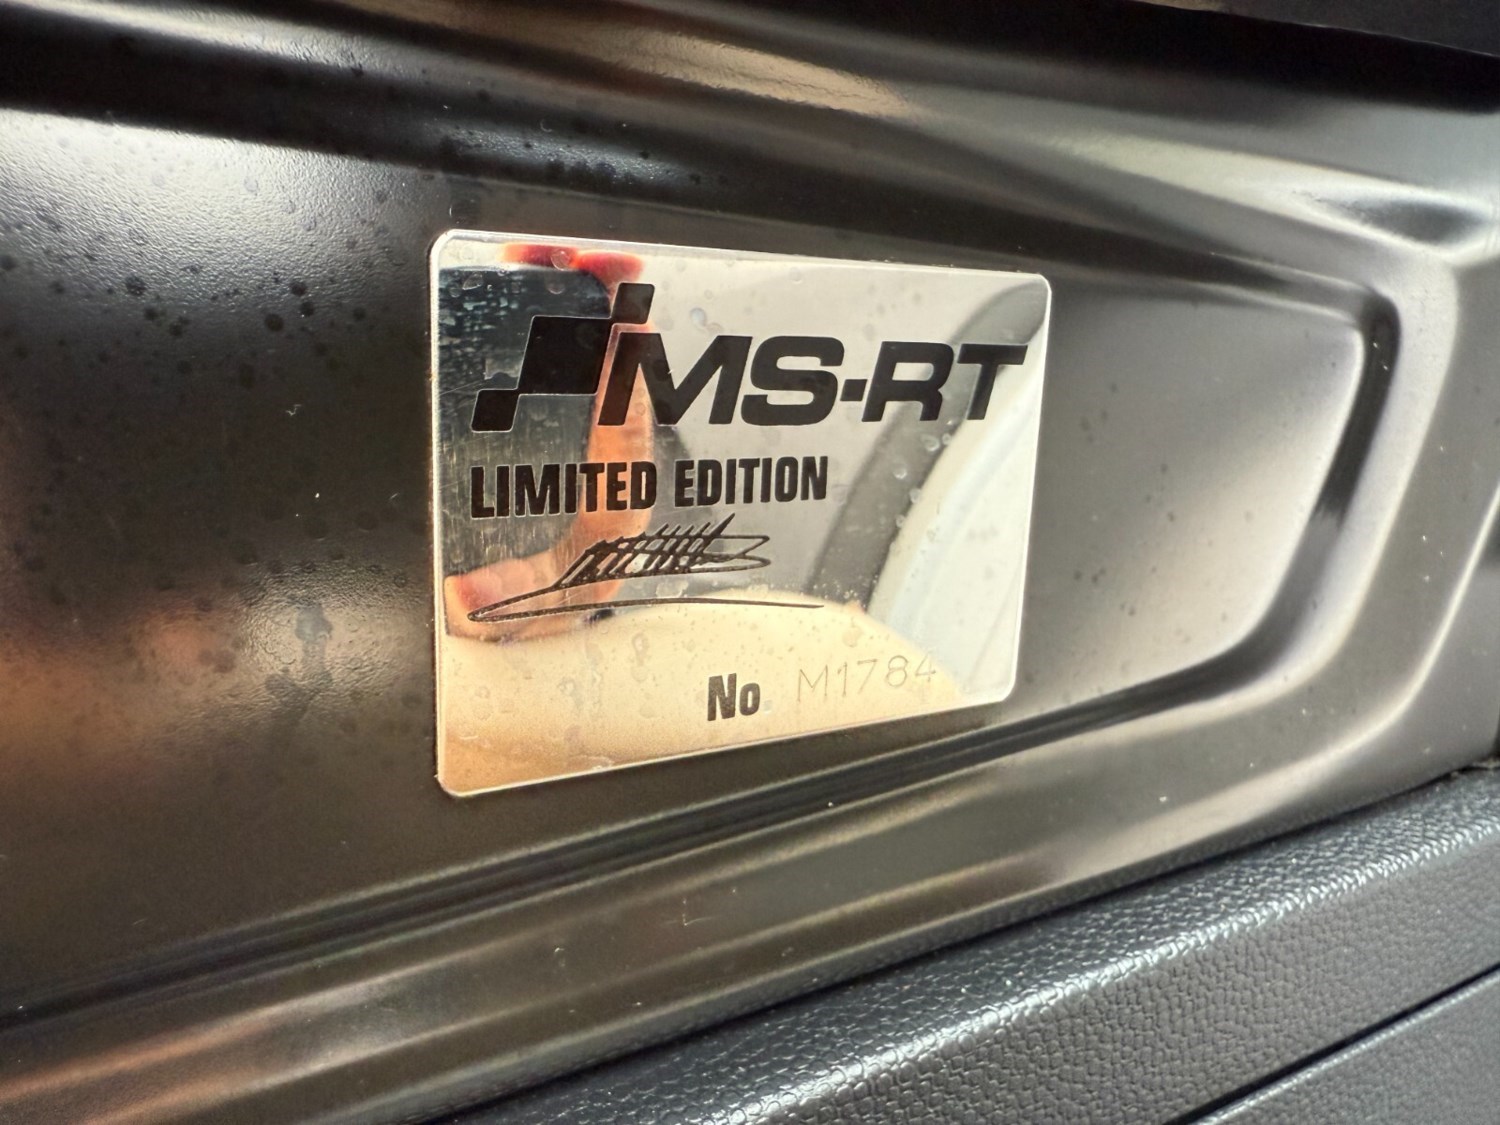 MS-RT
LIMITED EDITION
No. M1784